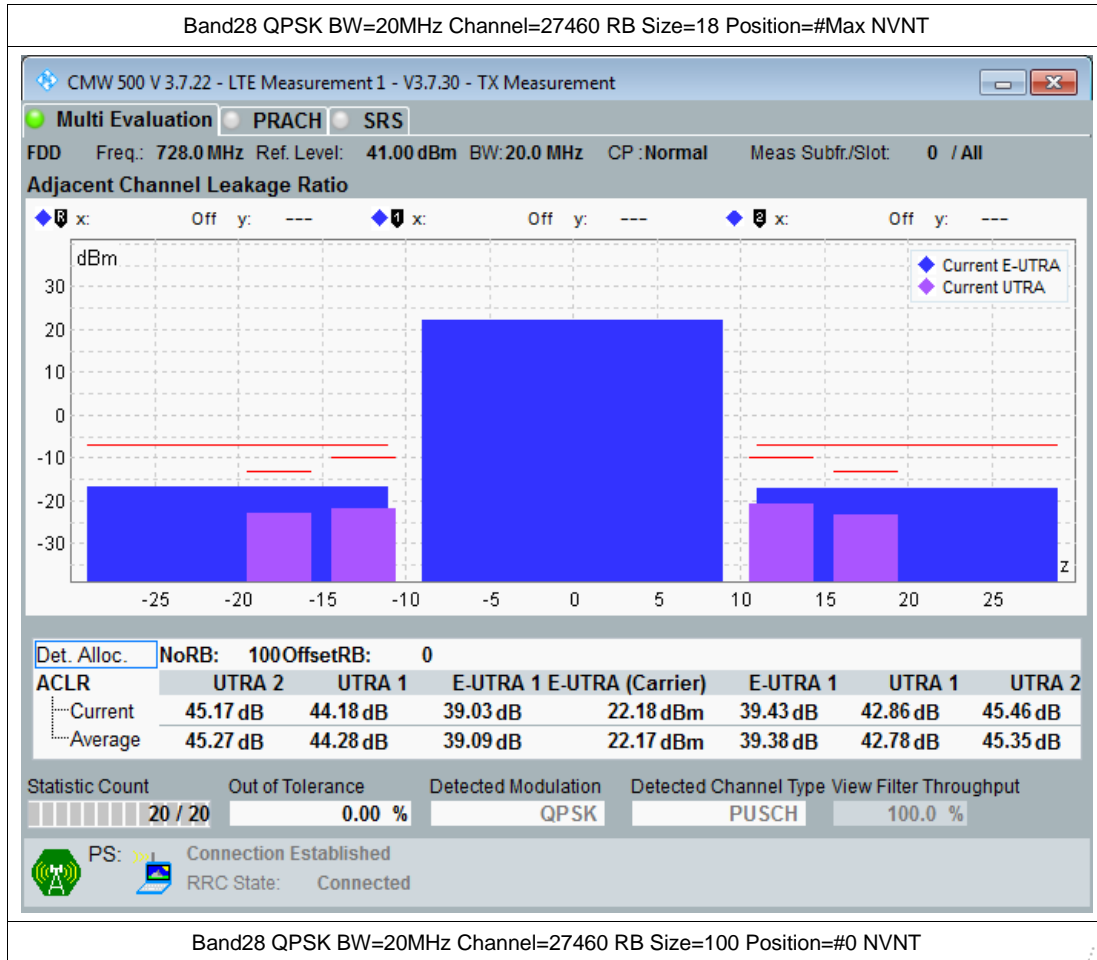 Band28 QPSK BW=20MHz Channel=27460 RB Size=18 Position=#Max NVNT
CMW 500 V 3.7.22 - LTE Measurement 1 - V3.7.30 - TX Measurement
Multi Evaluation PRACH SRS
FDD Freq.: 728.0 MHz Ref. Level: 41.00 dBm BW: 20.0 MHz CP : Normal Meas Subfr./Slot: 0 / All
Adjacent Channel Leakage Ratio
R x: Off y: --- 1 x: Off y: --- 2 x: Off y: ---
dBm
Current E-UTRA
Current UTRA
30
20
10
0
-10
-20
-30
z
-25 -20 -15 -10 -5 0 5 10 15 20 25
Det. Alloc. NoRB: 100 OffsetRB: 0
ACLR UTRA 2 UTRA 1 E-UTRA 1 E-UTRA (Carrier) E-UTRA 1 UTRA 1 UTRA 2
Current 45.17 dB 44.18 dB 39.03 dB 22.18 dBm 39.43 dB 42.86 dB 45.46 dB
Average 45.27 dB 44.28 dB 39.09 dB 22.17 dBm 39.38 dB 42.78 dB 45.35 dB
Statistic Count Out of Tolerance Detected Modulation Detected Channel Type View Filter Throughput
20 / 20 0.00 % QPSK PUSCH 100.0 %
PS: Connection Established
RRC State: Connected
Band28 QPSK BW=20MHz Channel=27460 RB Size=100 Position=#0 NVNT